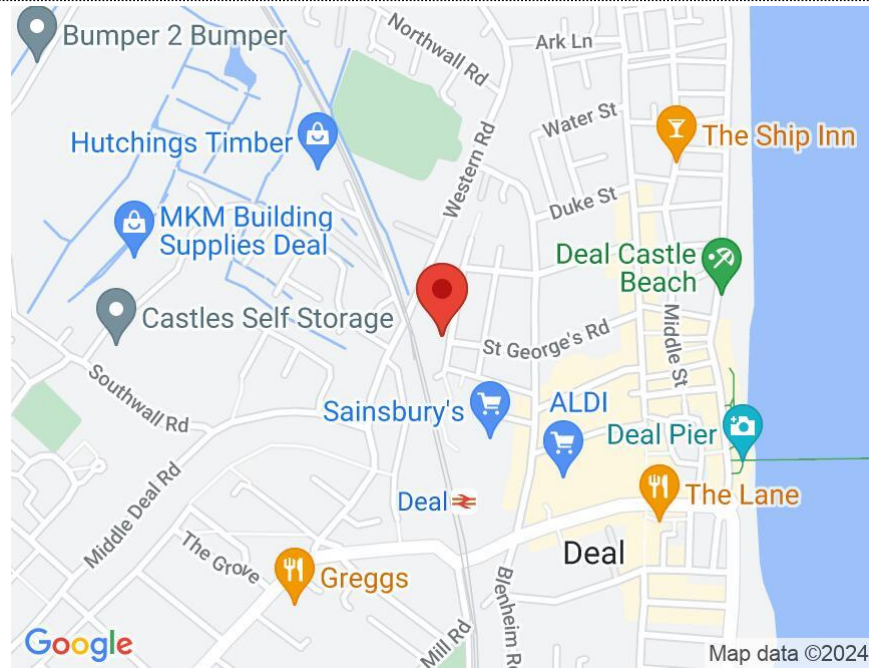 Bumper 2 Bumper
Northwall Rd
Ark Ln
Hutchings Timber
Water St
The Ship Inn
Western Rd
MKM Building
Supplies Deal
Duke St
Deal Castle
Beach
Castles Self Storage
St George's Rd
Middle St
Southwall Rd
Sainsbury's
ALDI
Deal Pier
Middle Deal Rd
Deal
The Lane
The Grove
Greggs
Deal
Blenheim Rd
Mill Rd
Google
Map data ©2024